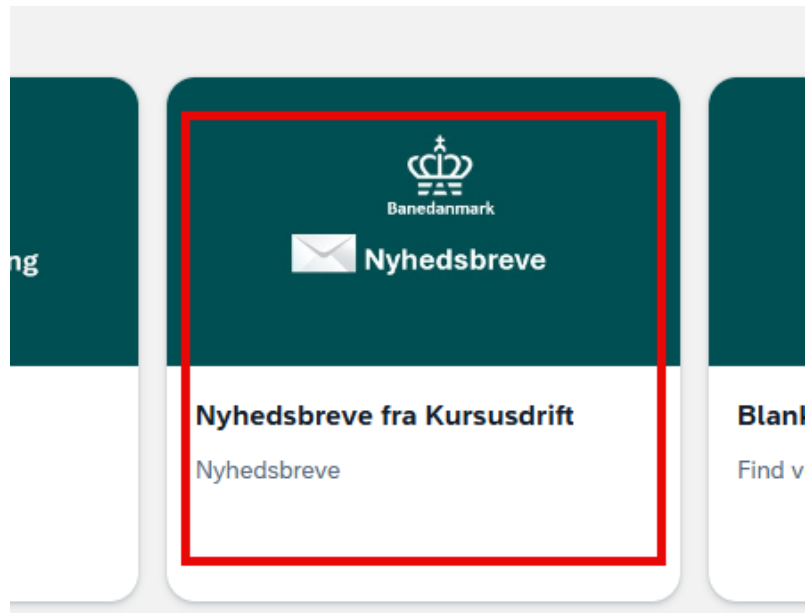 Banedanmark
ng
Nyhedsbreve
Nyhedsbreve fra Kursusdrift
Blank
Nyhedsbreve
Find v